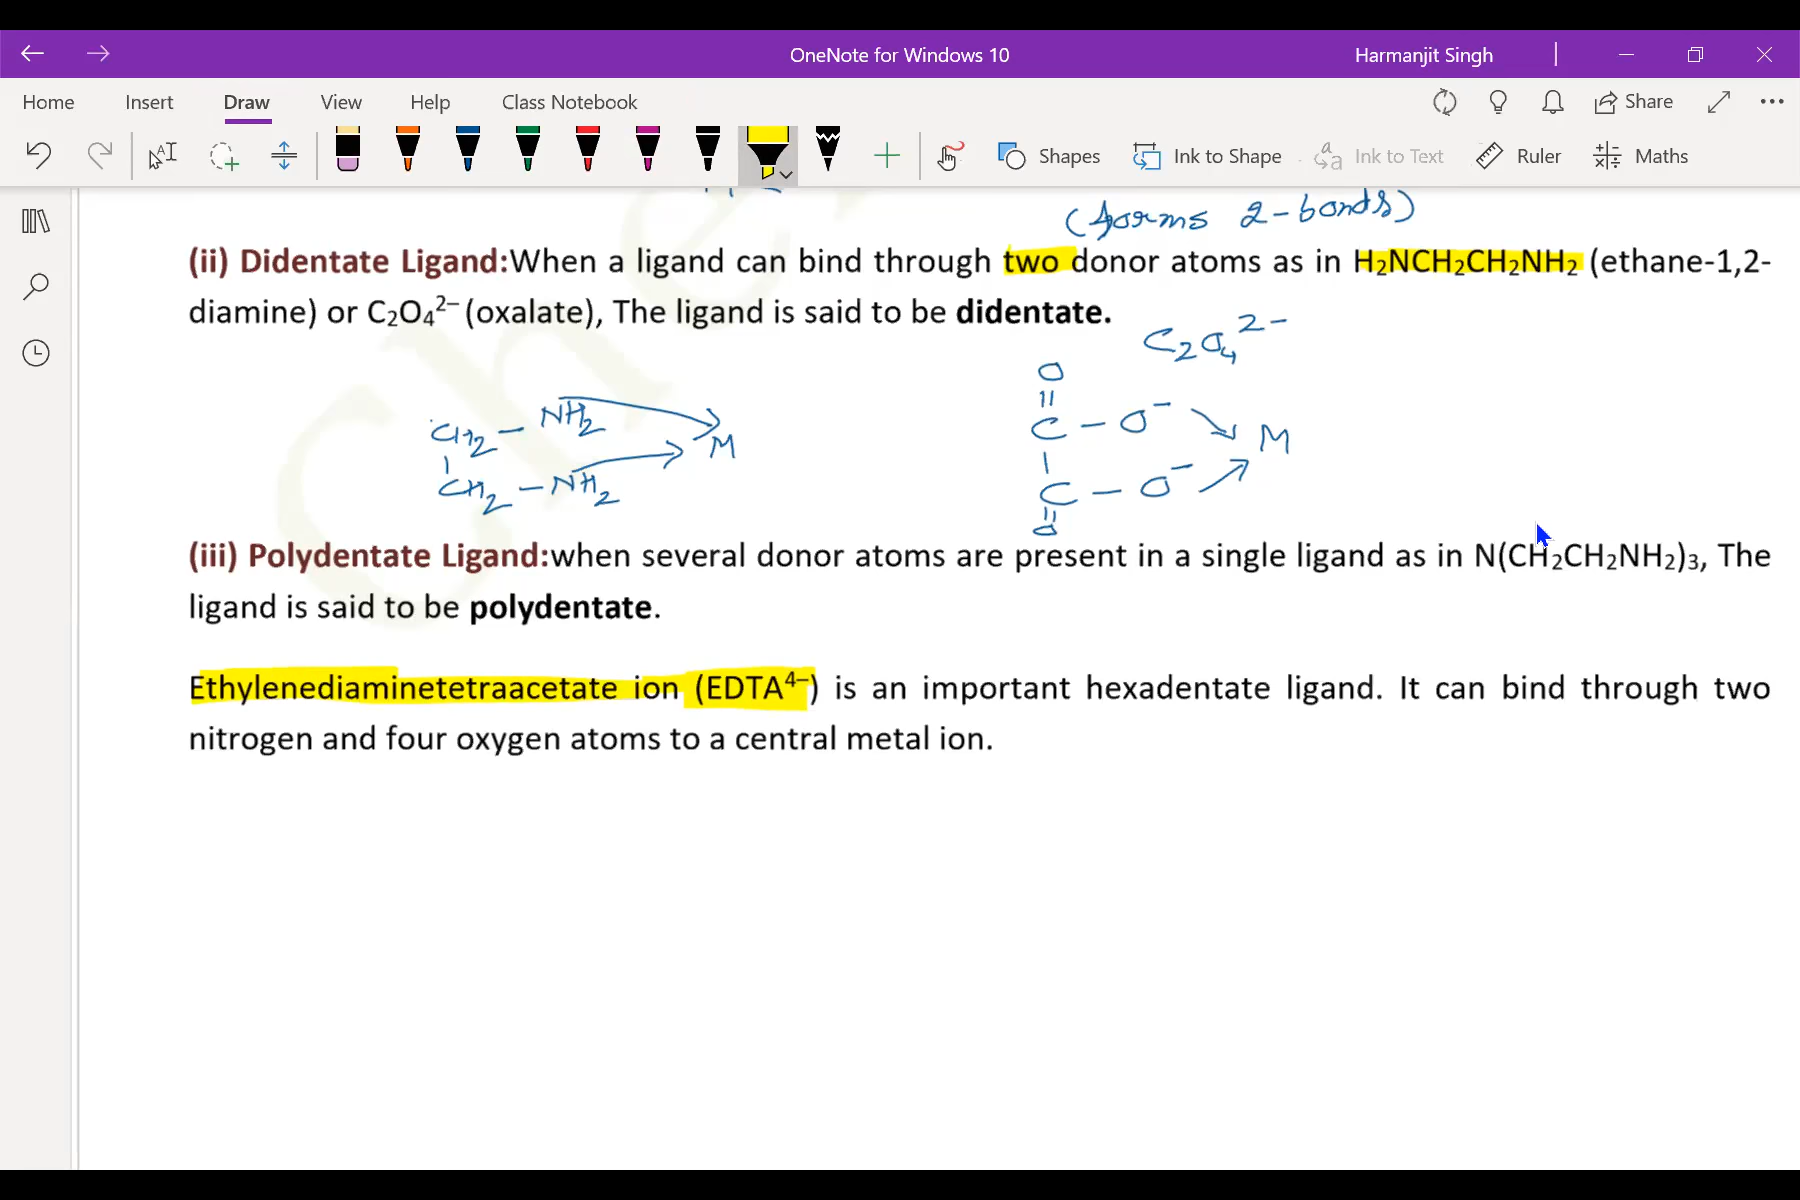 OneNote for Windows 10
Harmanjit Singh
Home Insert Draw View Help Class Notebook
Share
Shapes Ink to Shape Ink to Text Ruler Maths
(forms 2-bonds)
(ii) Didentate Ligand:When a ligand can bind through two donor atoms as in H₂NCH₂CH₂NH₂ (ethane-1,2-
diamine) or C₂O₄²⁻ (oxalate), The ligand is said to be didentate.
C₂O₄²⁻
O
||
CH₂ – NH₂
C – O⁻
M
M
|
|
CH₂ – NH₂
C – O⁻
||
O
(iii) Polydentate Ligand:when several donor atoms are present in a single ligand as in N(CH₂CH₂NH₂)₃, The
ligand is said to be polydentate.
Ethylenediaminetetraacetate ion (EDTA⁴⁻) is an important hexadentate ligand. It can bind through two
nitrogen and four oxygen atoms to a central metal ion.